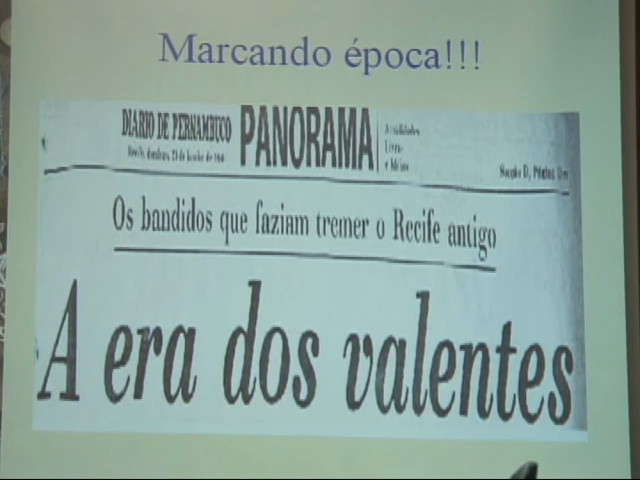 Marcando época!!!
DIARIO DE PERNAMBUCO
PANORAMA
Os bandidos que faziam tremer o Recife antigo
A era dos valentes